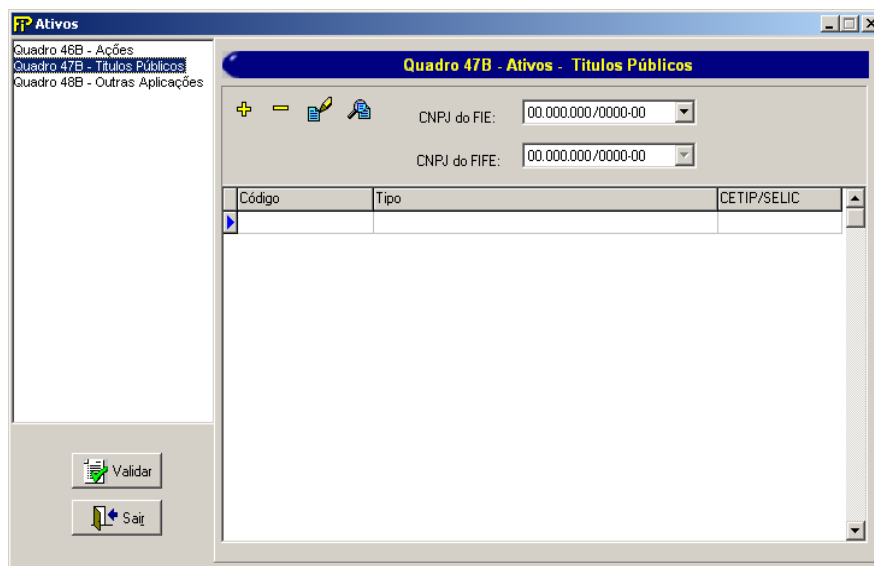 FIP Ativos
Quadro 46B - Ações
Quadro 47B - Títulos Públicos
Quadro 48B - Outras Aplicações
Quadro 47B - Ativos - Titulos Públicos
CNPJ do FIE: 00.000.000/0000-00
CNPJ do FIFE: 00.000.000/0000-00
Código Tipo CETIP/SELIC
Validar
Sair